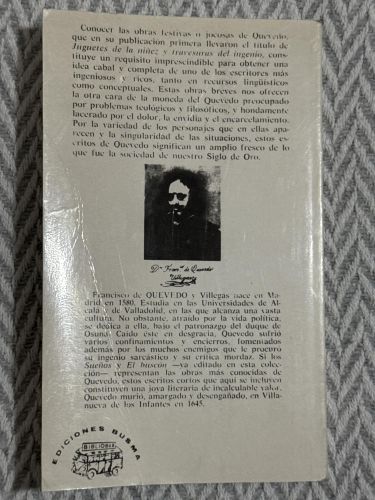 Conocer las obras festivas o jocosas de Quevedo,
que en su publicación primera llevaron el título de
Juguetes de la niñez y travesuras del ingenio, cons-
tituye un requisito imprescindible para obtener una
idea cabal y completa de uno de los escritores más
ingeniosos y ricos, tanto en recursos lingüísticos
como conceptuales. Estas obras breves nos ofrecen
la otra cara de la moneda del Quevedo preocupado
por problemas teológicos y filosóficos, y hondamente
lacerado por el dolor, la envidia y el encarcelamiento.
Por la variedad de los personajes que en ellas apa-
recen y la singularidad de las situaciones, estos es-
critos de Quevedo significan un amplio fresco de lo
que fue la sociedad de nuestro Siglo de Oro.
Dn Franco de Quevedo
Villegas
Francisco de QUEVEDO y Villegas nace en Ma-
drid en 1580. Estudia en las Universidades de Al-
calá y de Valladolid, en las que alcanza una vasta
cultura. No obstante, atraído por la vida política,
se dedica a ella, bajo el patronazgo del duque de
Osuna. Caído éste en desgracia, Quevedo sufrió
varios confinamientos y encierros, fomentados
además por los muchos enemigos que le procuró
su ingenio sarcástico y su crítica mordaz. Si los
Sueños y El buscón —ya editado en esta colec-
ción— representan las obras más conocidas de
Quevedo, estos escritos cortos que aquí se incluyen
constituyen una joya literaria de incalculable valor.
Quevedo murió, amargado y desengañado, en Villa-
nueva de los Infantes en 1645.
EDICIONES BUSMA
BIBLIOBUS